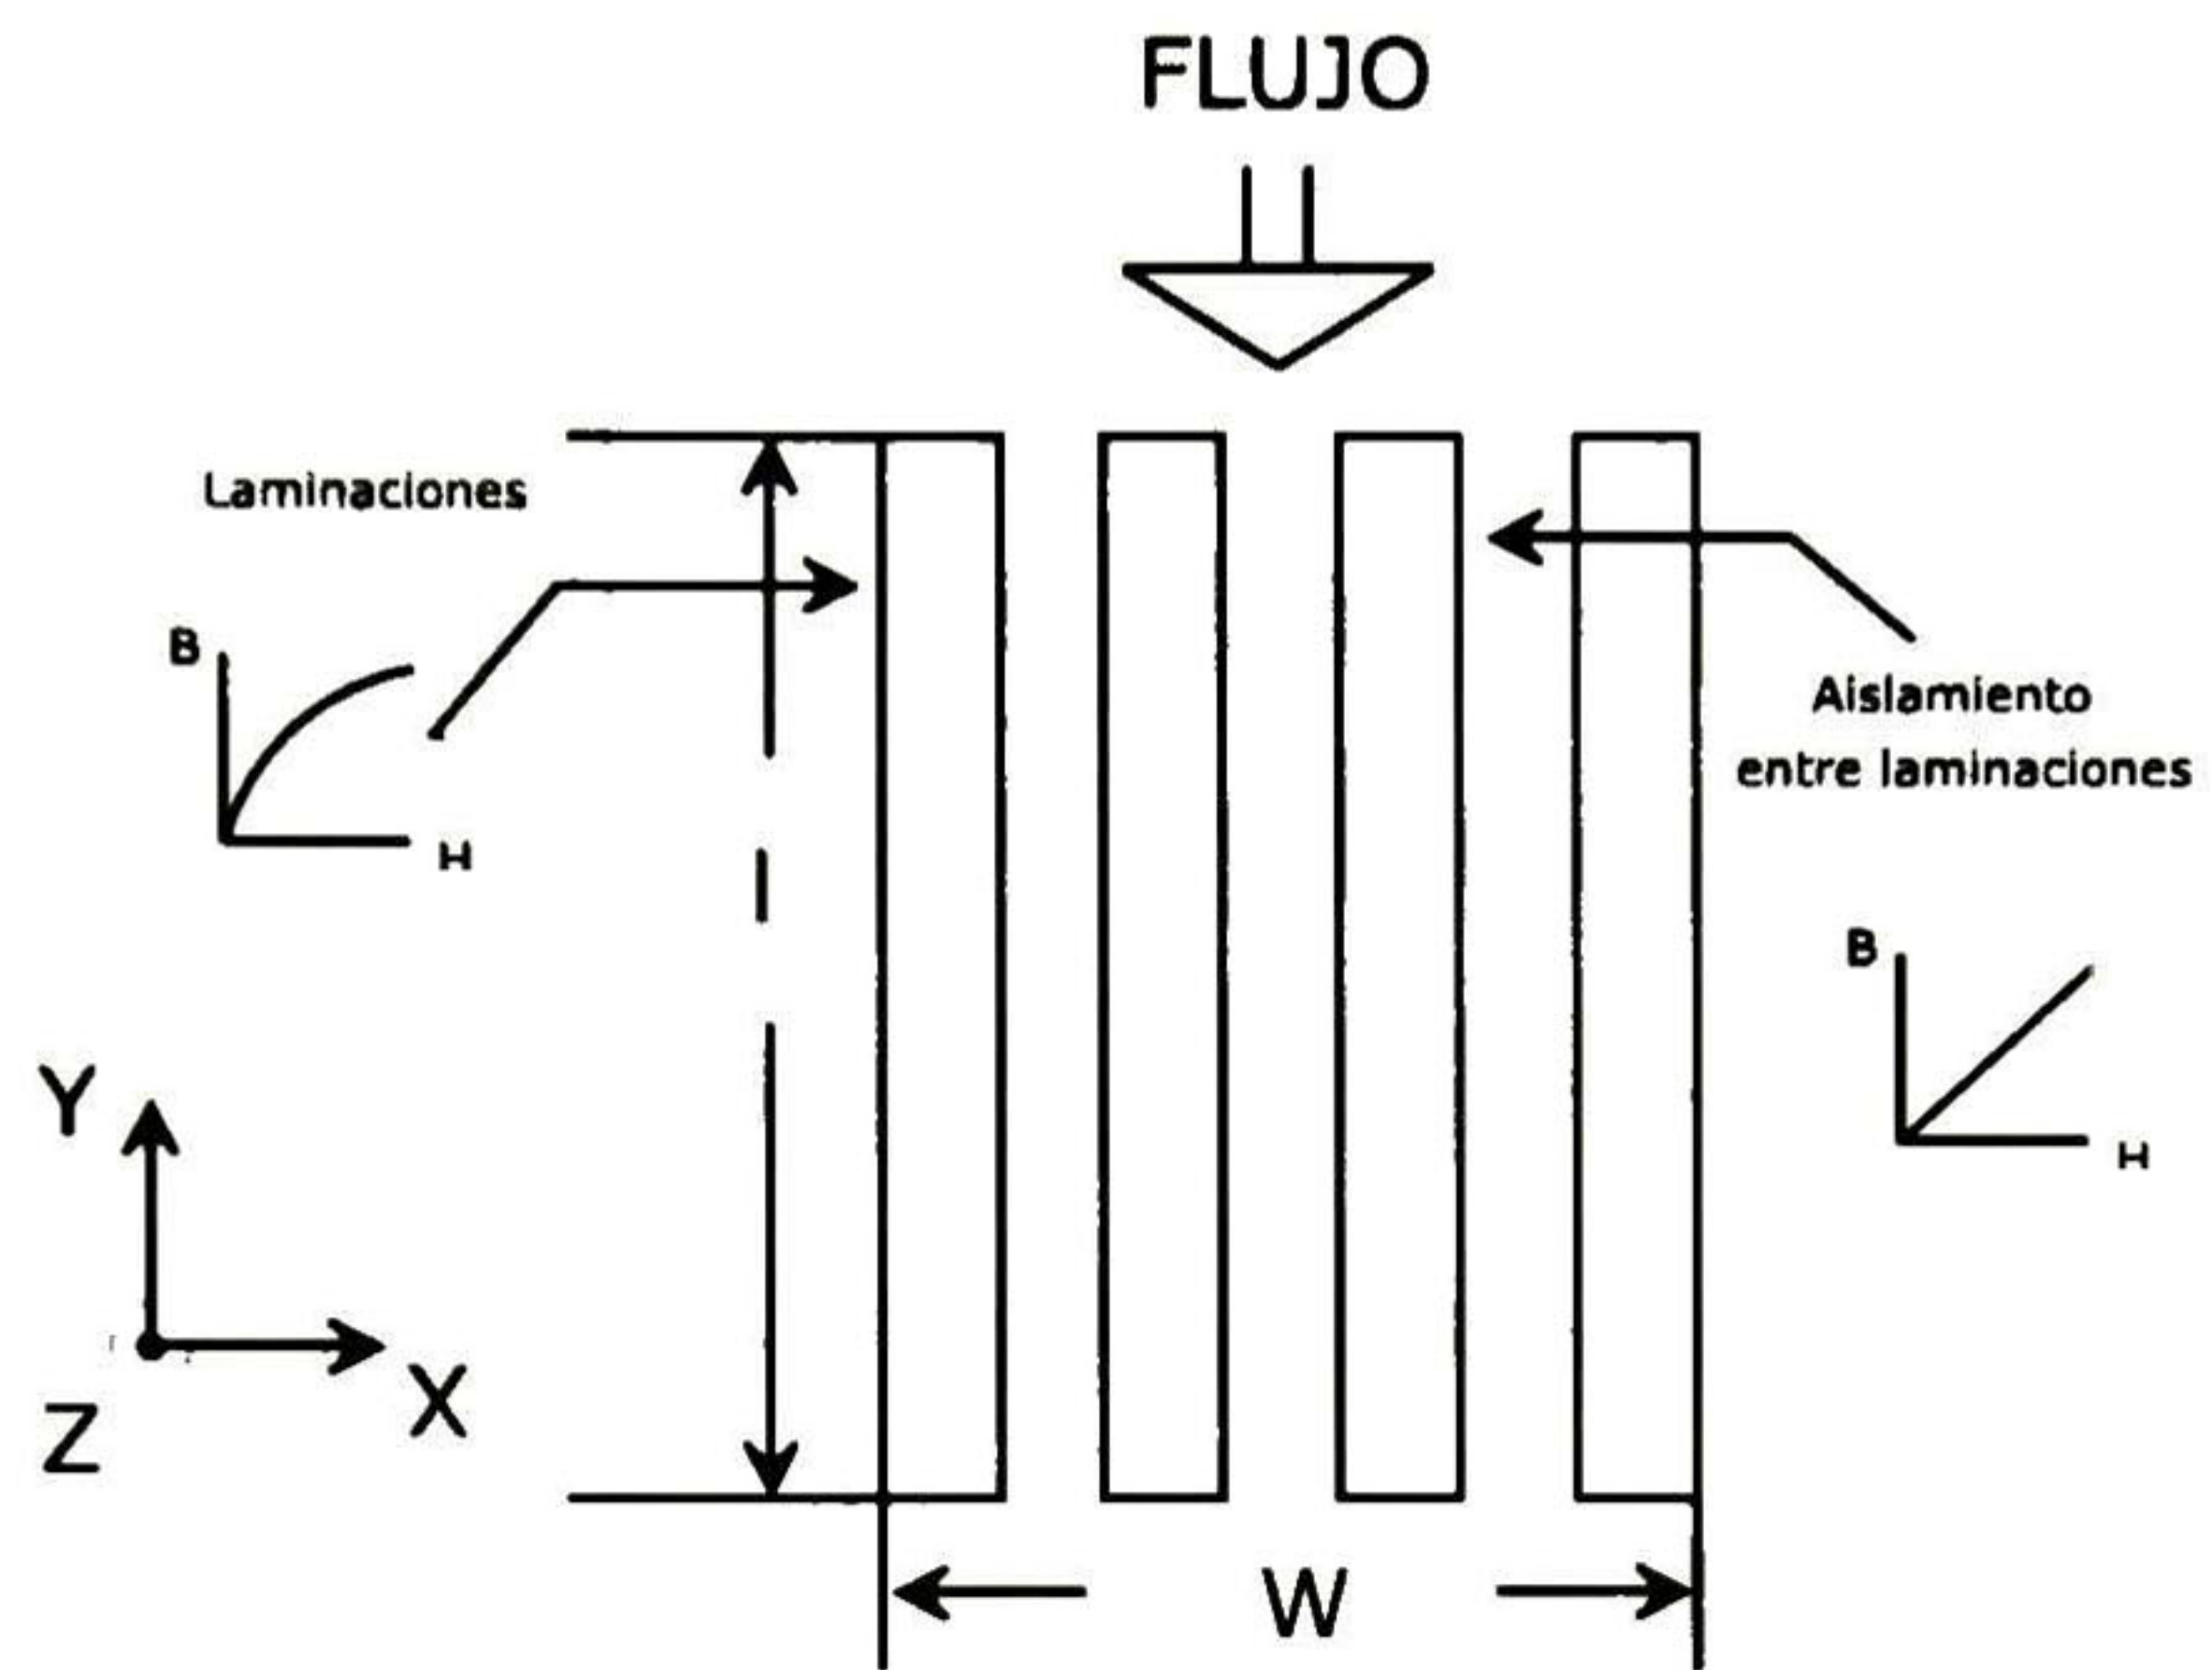 FLUJO
Laminaciones
B
H
l
Aislamiento
entre laminaciones
B
H
Y
X
Z
W